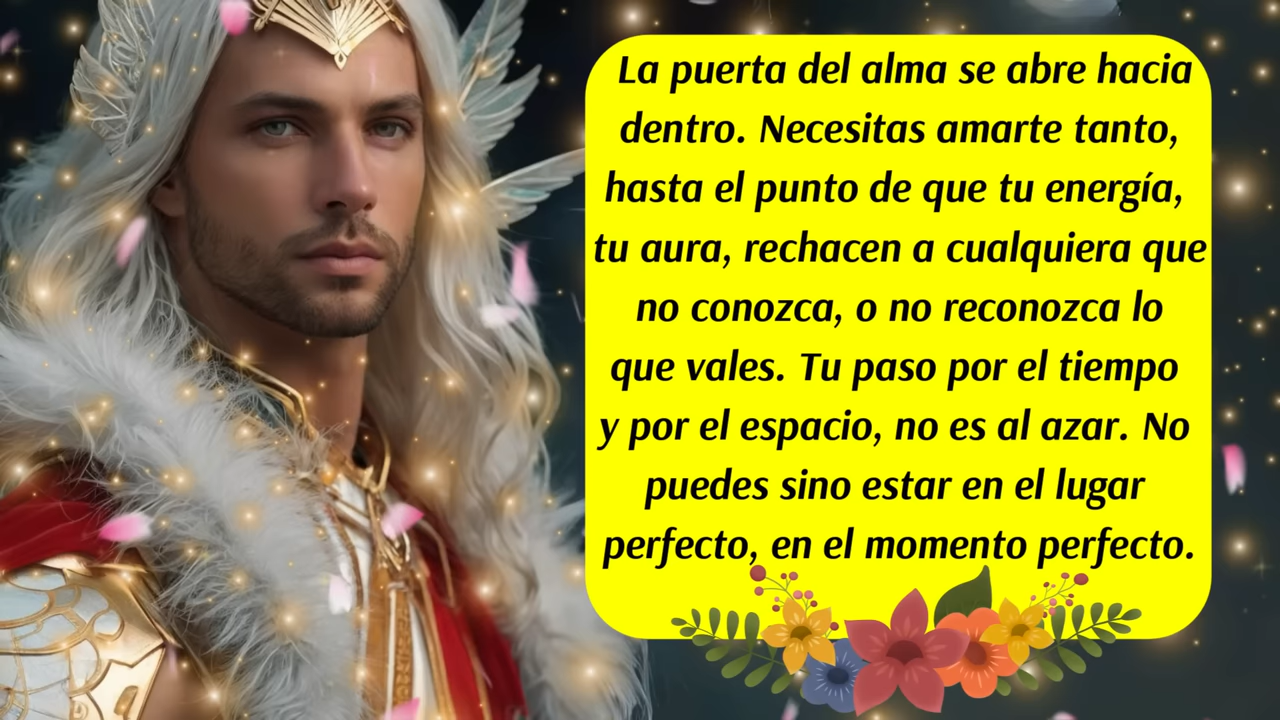 La puerta del alma se abre hacia
dentro. Necesitas amarte tanto,
hasta el punto de que tu energía,
tu aura, rechacen a cualquiera que
no conozca, o no reconozca lo
que vales. Tu paso por el tiempo
y por el espacio, no es al azar. No
puedes sino estar en el lugar
perfecto, en el momento perfecto.